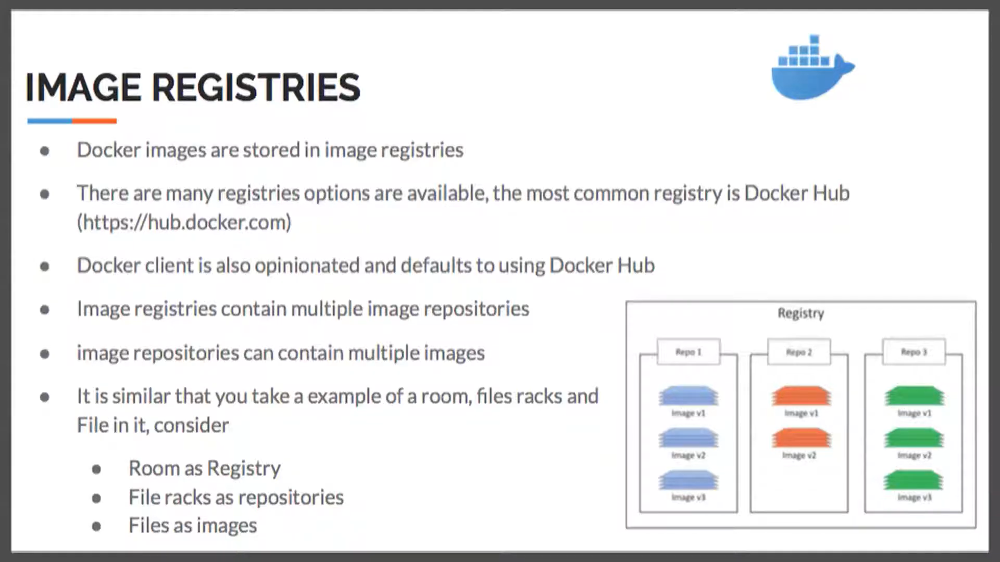 IMAGE REGISTRIES
Docker images are stored in image registries
There are many registries options are available, the most common registry is Docker Hub
(https://hub.docker.com)
Docker client is also opinionated and defaults to using Docker Hub
Image registries contain multiple image repositories
image repositories can contain multiple images
It is similar that you take a example of a room, files racks and
File in it, consider
Room as Registry
File racks as repositories
Files as images
Registry
Repo 1
Image v1
Image v2
Image v3
Repo 2
Image v1
Image v2
Repo 3
Image v1
Image v2
Image v3